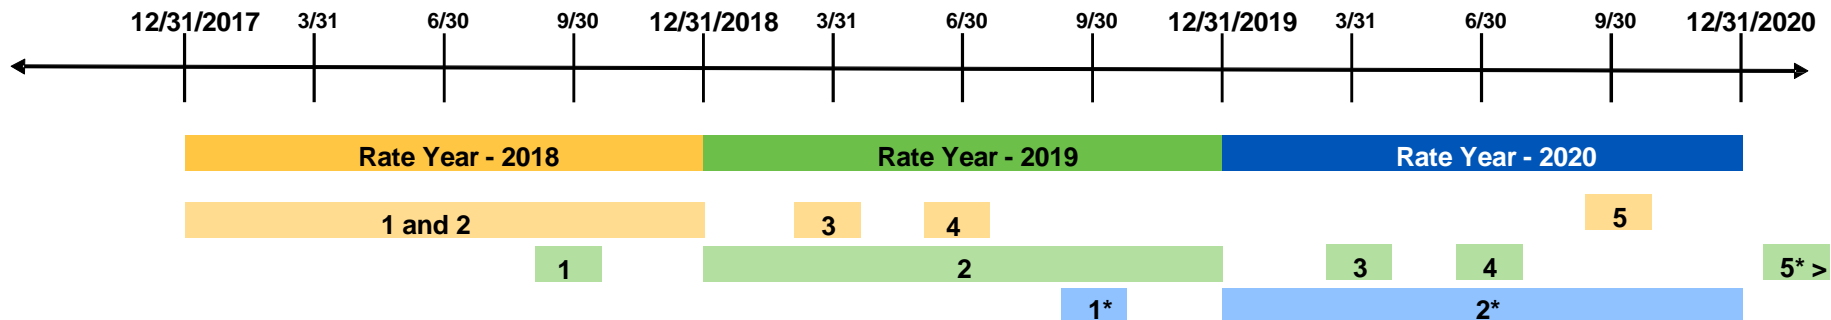 12/31/2017 3/31 6/30 9/30 12/31/2018 3/31 6/30 9/30 12/31/2019 3/31 6/30 9/30 12/31/2020
Rate Year - 2018 Rate Year - 2019 Rate Year - 2020
1 and 2 3 4 5
1 2 3 4 5* >
1* 2*